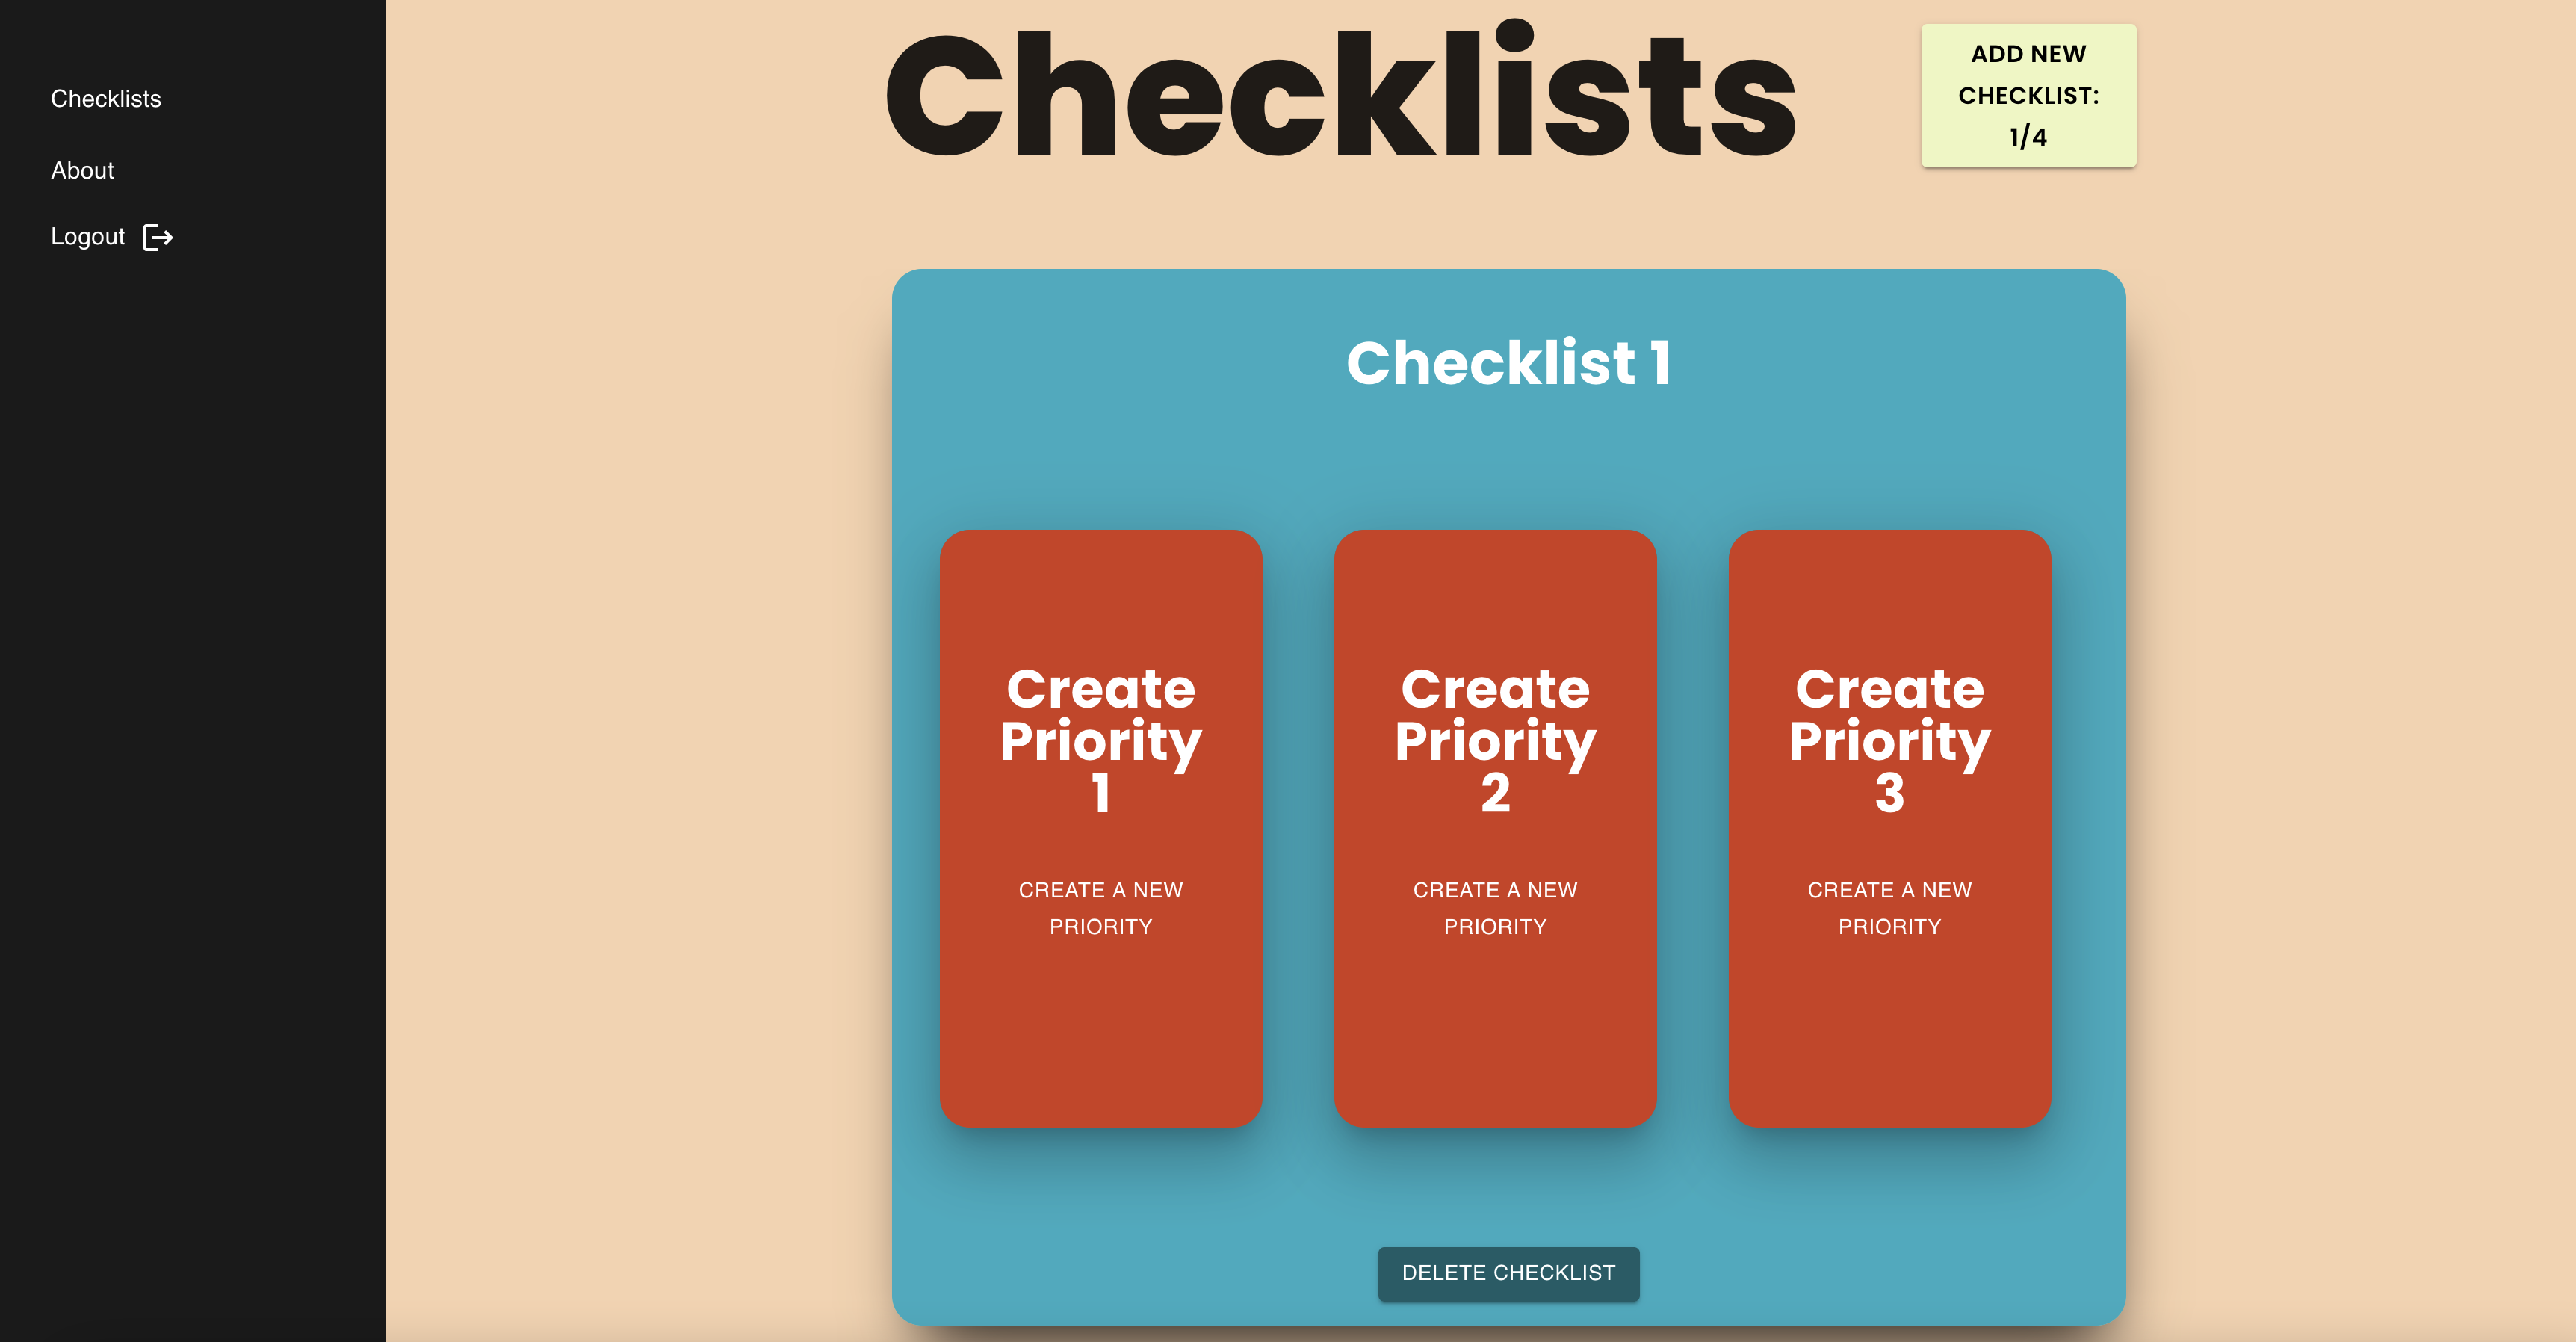 Checklists
About
Logout
Checklists
ADD NEW
CHECKLIST:
1/4
Checklist 1
Create
Priority
1
CREATE A NEW
PRIORITY
Create
Priority
2
CREATE A NEW
PRIORITY
Create
Priority
3
CREATE A NEW
PRIORITY
DELETE CHECKLIST